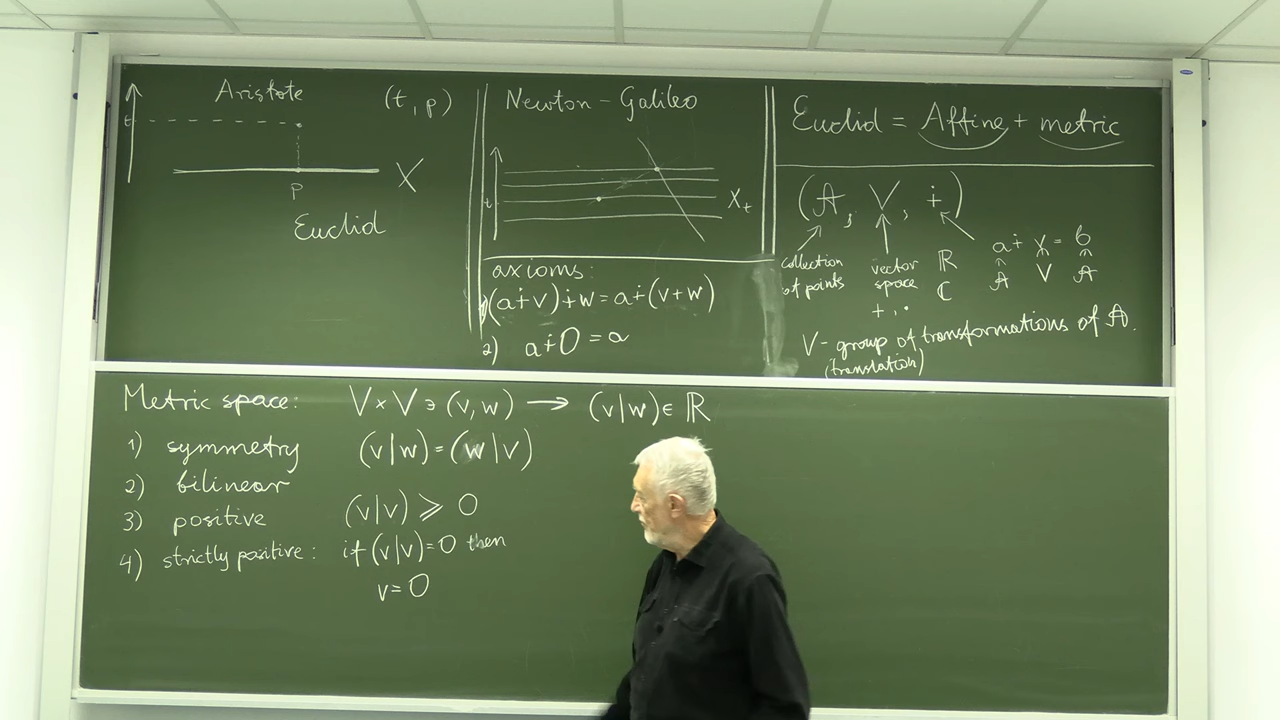 Aristote
(t, p)
t
p
X
Euclid
Newton - Galileo
t
X_t
axioms:
1) (a∔v)∔w = a∔(v+w)
2) a∔0 = a
Euclid = Affine + metric
(A, V, ∔)
collection of points
vector space
+, ·
ℝ
ℂ
a∔v = b
A V A
V - group of transformations of A.
(translation)
Metric space: V×V ∋ (v,w) → (v|w) ∈ ℝ
1) symmetry (v|w) = (w|v)
2) bilinear
3) positive (v|v) ⩾ 0
4) strictly positive: if (v|v)=0 then
v=0